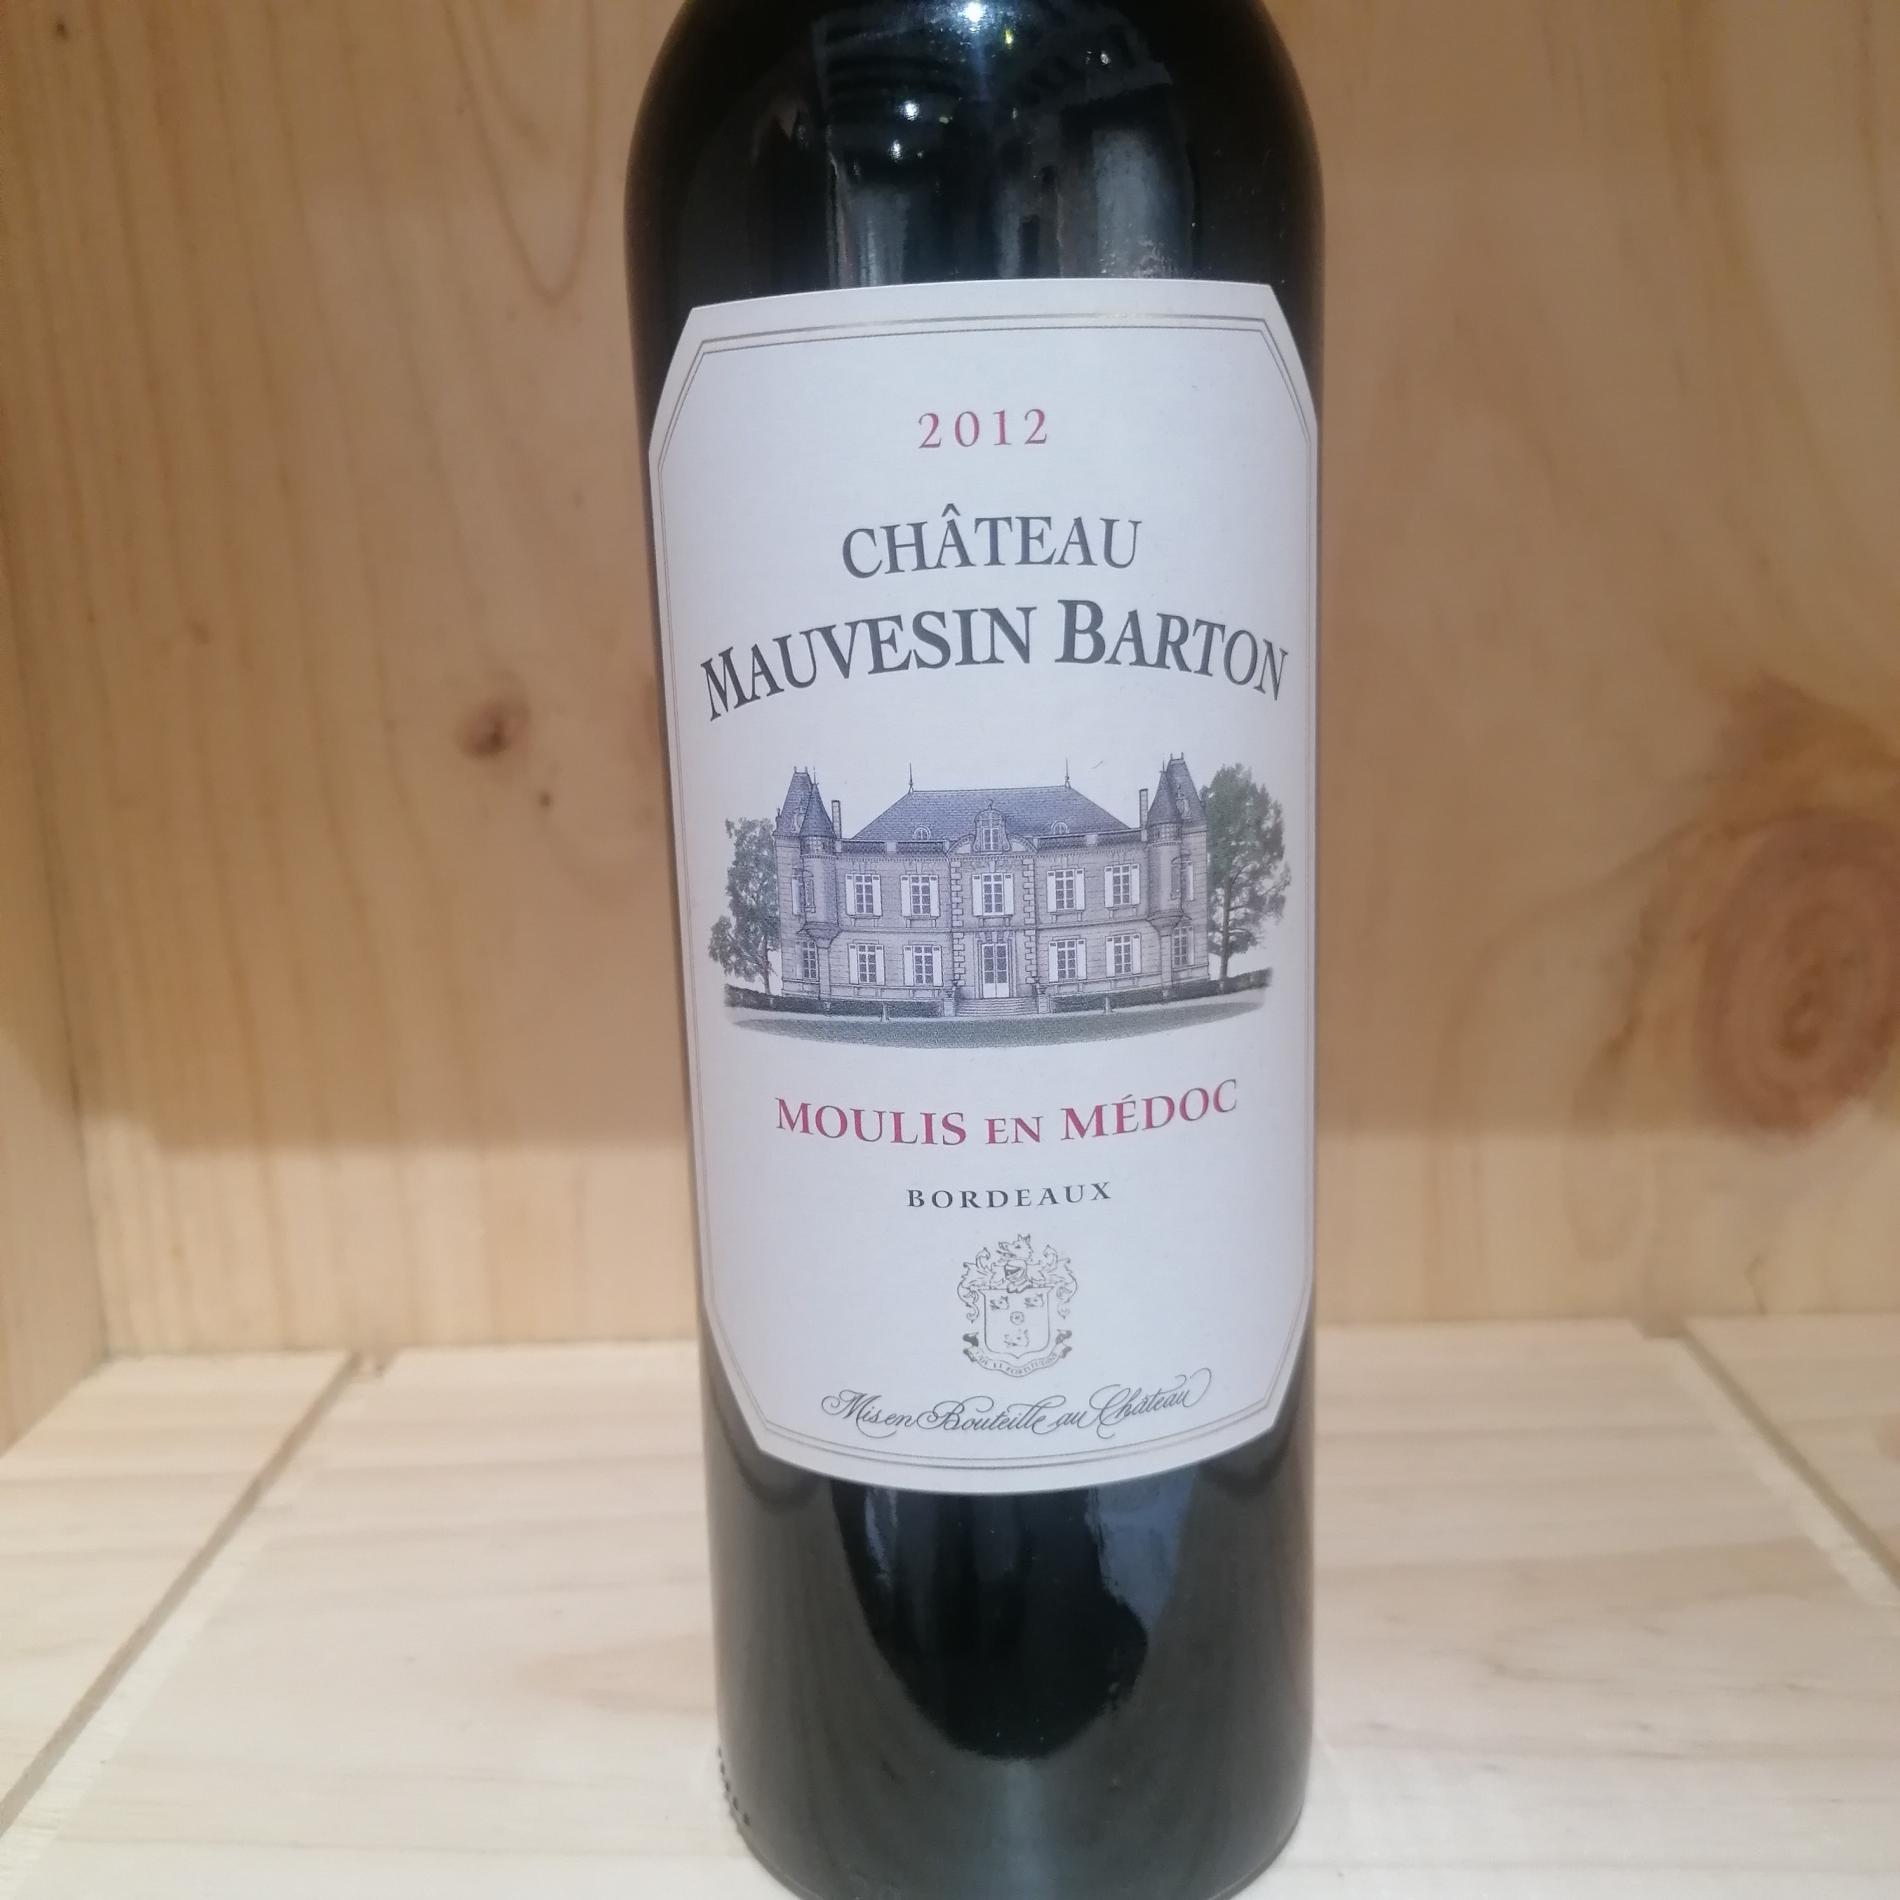 2012
CHÂTEAU
MAUVESIN BARTON
MOULIS EN MÉDOC
BORDEAUX
Mis en Bouteille au Château